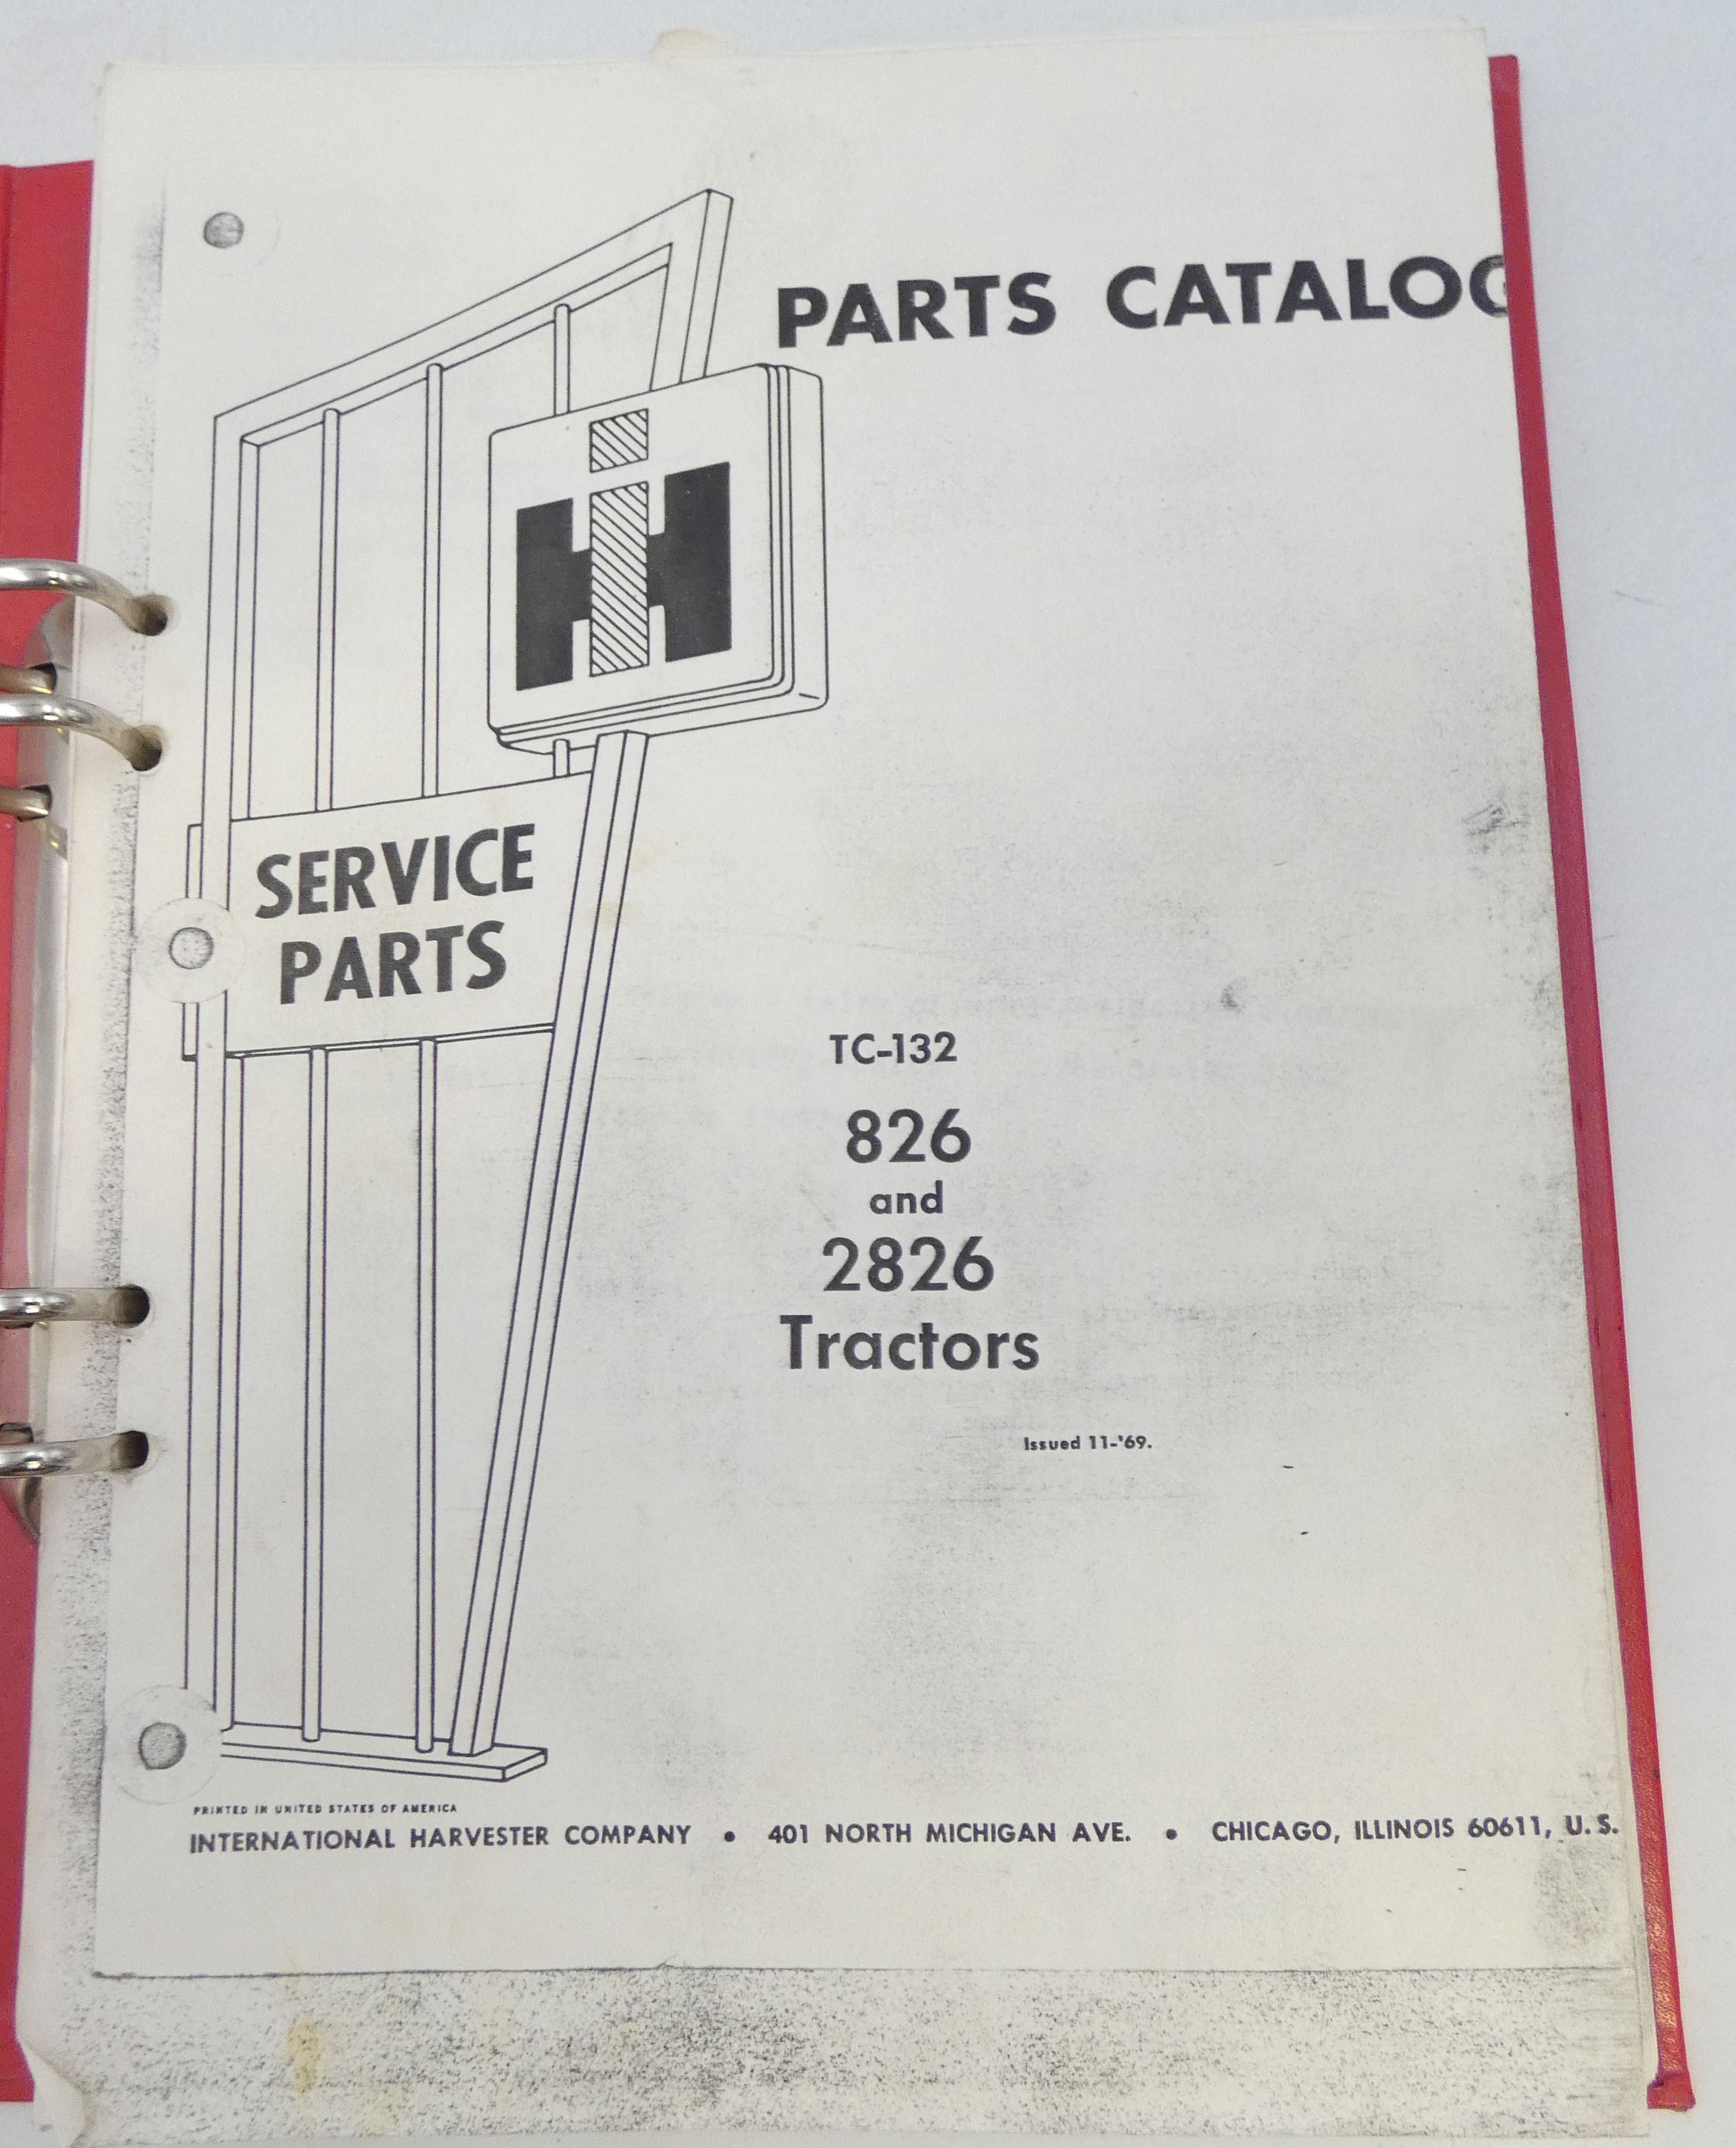 PARTS CATALOG
IH
SERVICE
PARTS
TC-132
826
and
2826
Tractors
Issued 11-'69.
PRINTED IN UNITED STATES OF AMERICA
INTERNATIONAL HARVESTER COMPANY • 401 NORTH MICHIGAN AVE. • CHICAGO, ILLINOIS 60611, U. S.